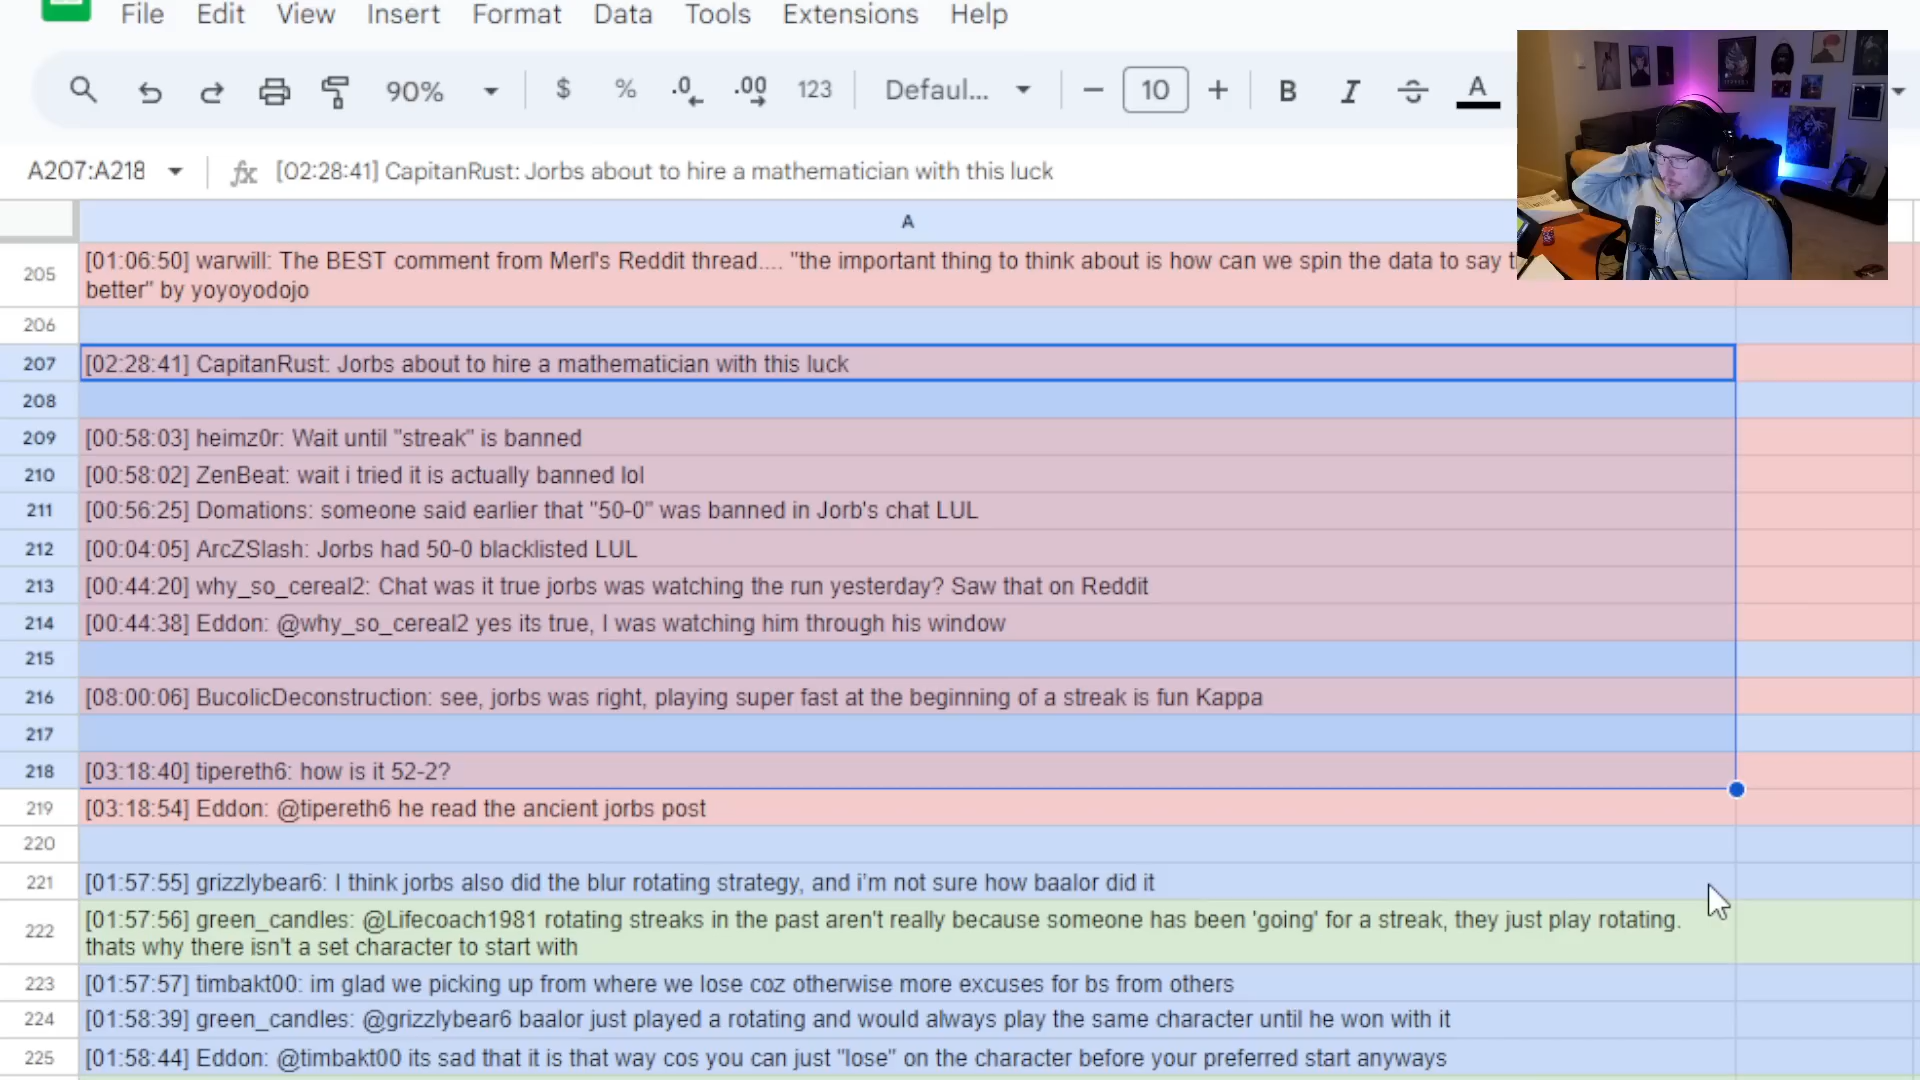 File Edit View Insert Format Data Tools Extensions Help
90% $ % .0 .00 123 Defaul... 10 B I A
A207:A218 fx [02:28:41] CapitanRust: Jorbs about to hire a mathematician with this luck
A
205 [01:06:50] warwill: The BEST comment from Merl's Reddit thread.... "the important thing to think about is how can we spin the data to say
better" by yoyoyodojo
206
207 [02:28:41] CapitanRust: Jorbs about to hire a mathematician with this luck
208
209 [00:58:03] heimz0r: Wait until "streak" is banned
210 [00:58:02] ZenBeat: wait i tried it is actually banned lol
211 [00:56:25] Domations: someone said earlier that "50-0" was banned in Jorb's chat LUL
212 [00:04:05] ArcZSlash: Jorbs had 50-0 blacklisted LUL
213 [00:44:20] why_so_cereal2: Chat was it true jorbs was watching the run yesterday? Saw that on Reddit
214 [00:44:38] Eddon: @why_so_cereal2 yes its true, I was watching him through his window
215
216 [08:00:06] BucolicDeconstruction: see, jorbs was right, playing super fast at the beginning of a streak is fun Kappa
217
218 [03:18:40] tipereth6: how is it 52-2?
219 [03:18:54] Eddon: @tipereth6 he read the ancient jorbs post
220
221 [01:57:55] grizzlybear6: I think jorbs also did the blur rotating strategy, and i'm not sure how baalor did it
222 [01:57:56] green_candles: @Lifecoach1981 rotating streaks in the past aren't really because someone has been 'going' for a streak, they just play rotating.
thats why there isn't a set character to start with
223 [01:57:57] timbakt00: im glad we picking up from where we lose coz otherwise more excuses for bs from others
224 [01:58:39] green_candles: @grizzlybear6 baalor just played a rotating and would always play the same character until he won with it
225 [01:58:44] Eddon: @timbakt00 its sad that it is that way cos you can just "lose" on the character before your preferred start anyways